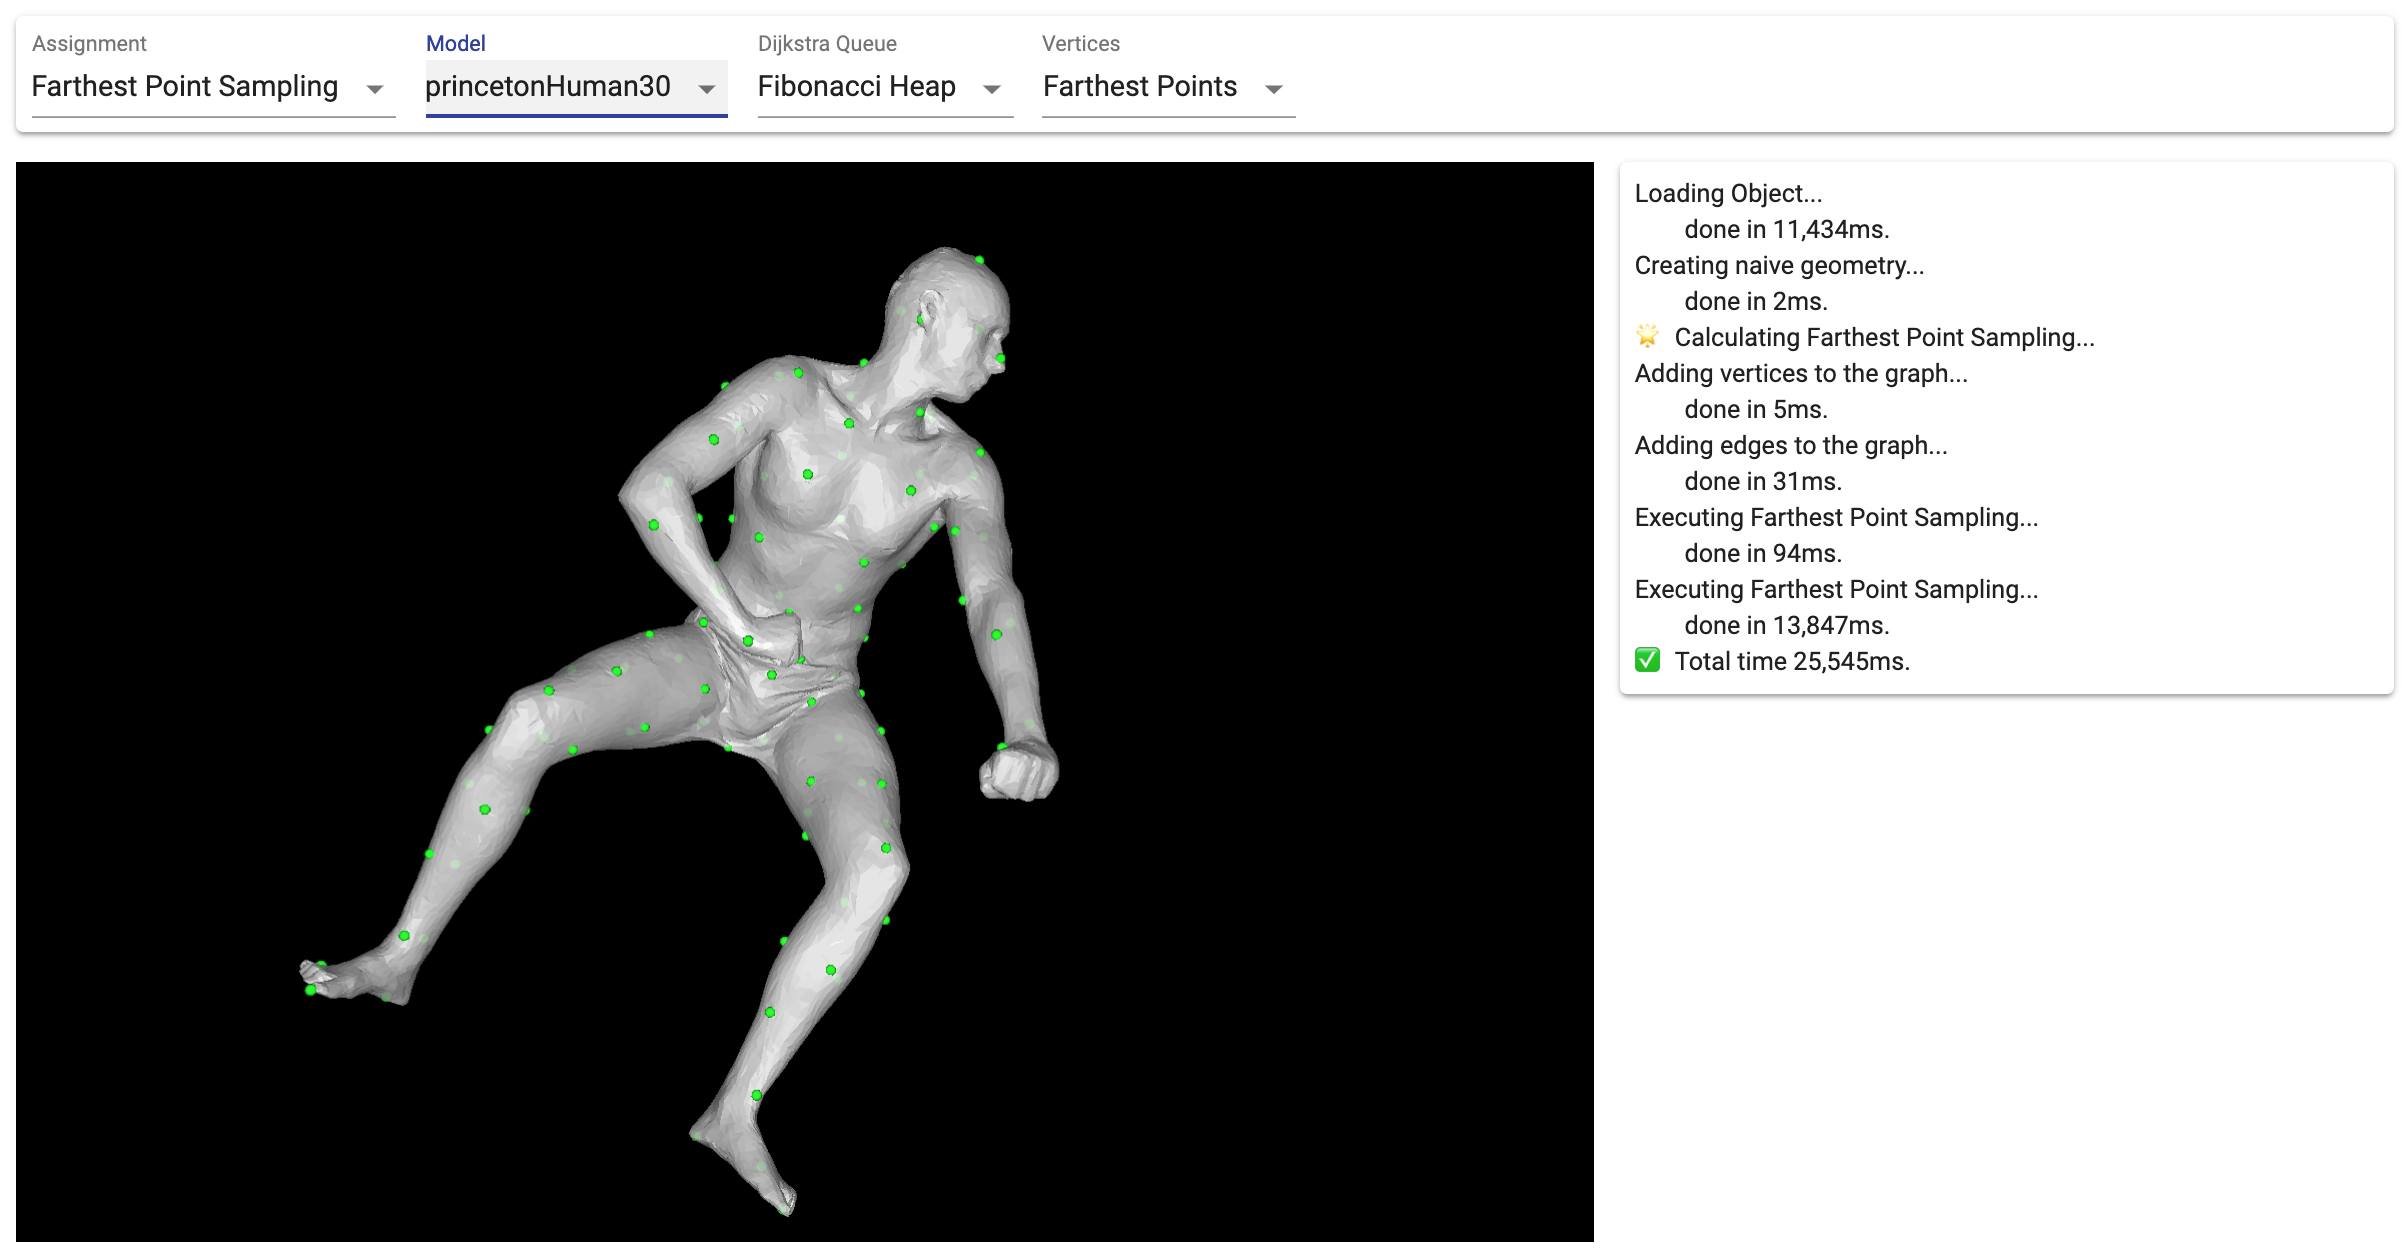 Assignment
Farthest Point Sampling
Model
princetonHuman30
Dijkstra Queue
Fibonacci Heap
Vertices
Farthest Points
Loading Object...
done in 11,434ms.
Creating naive geometry...
done in 2ms.
🌟 Calculating Farthest Point Sampling...
Adding vertices to the graph...
done in 5ms.
Adding edges to the graph...
done in 31ms.
Executing Farthest Point Sampling...
done in 94ms.
Executing Farthest Point Sampling...
done in 13,847ms.
✅ Total time 25,545ms.